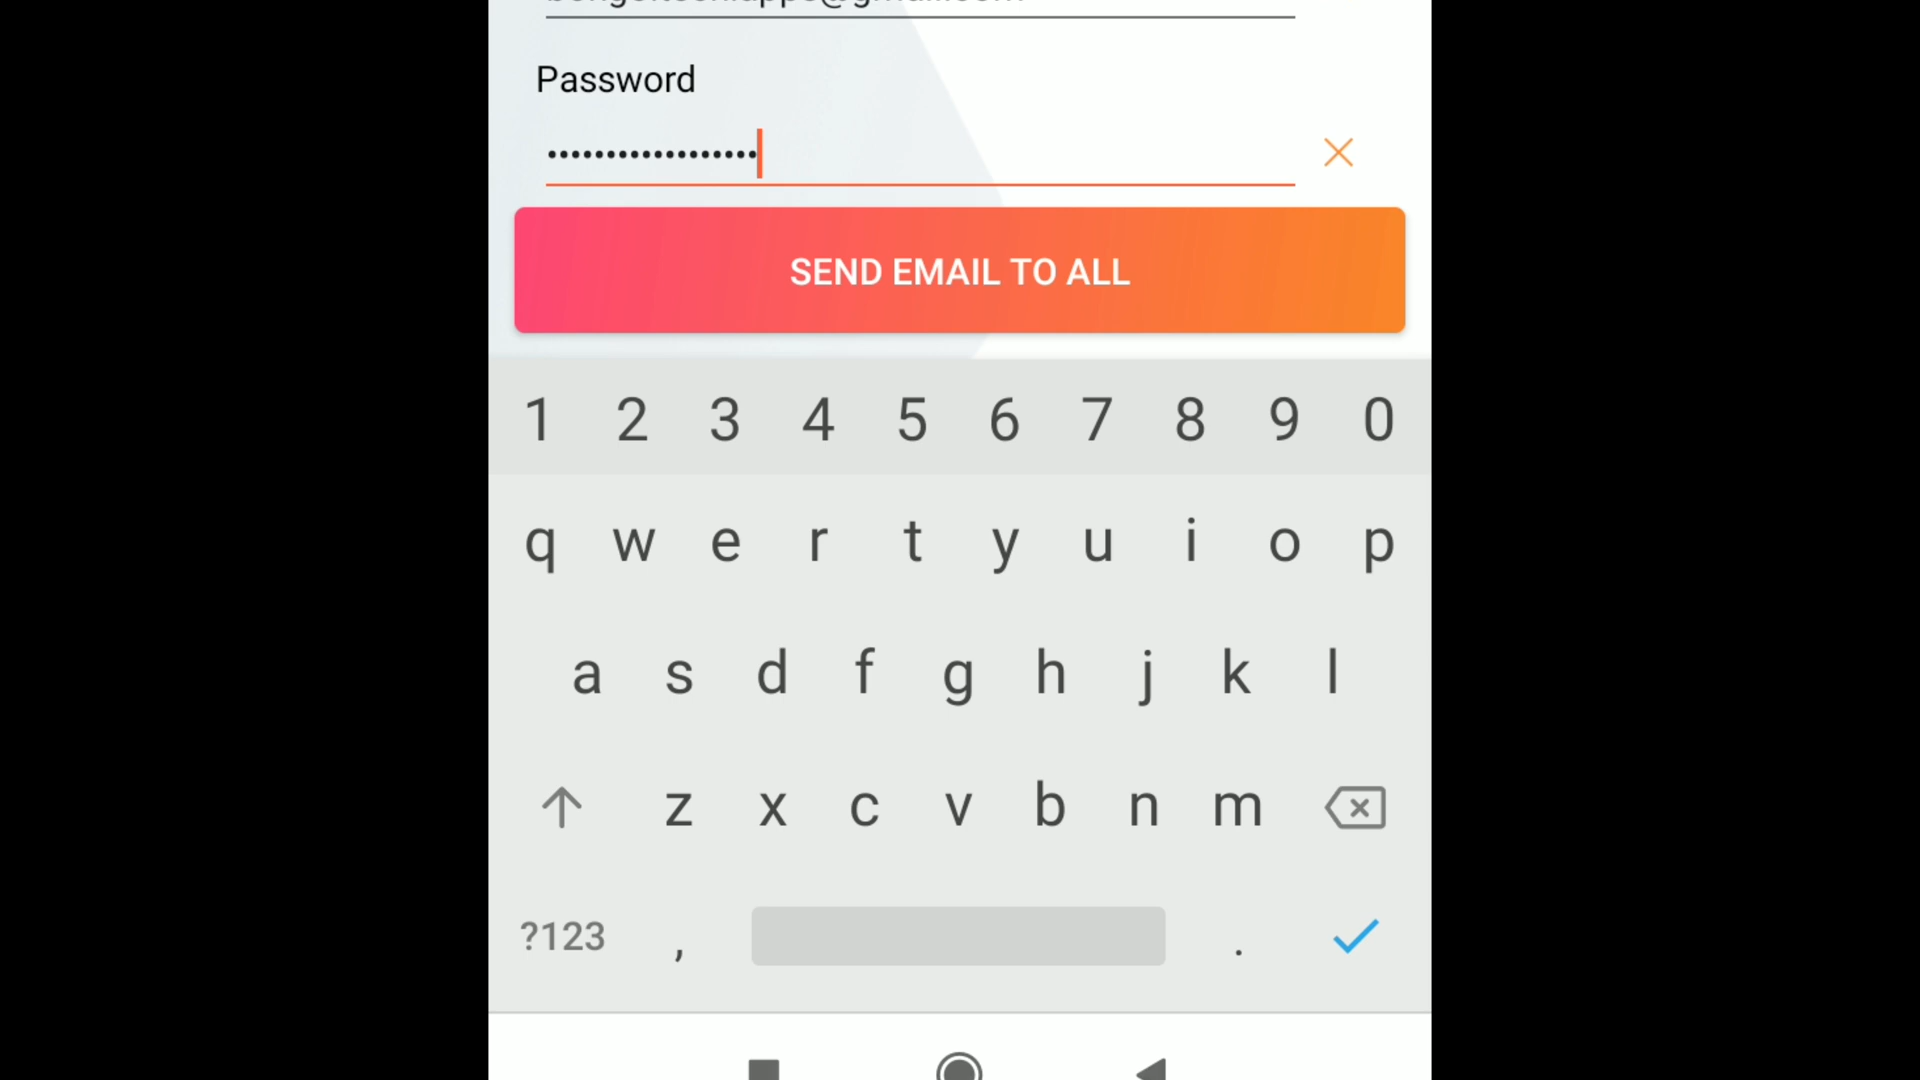 Password
••••••••••••••••••
SEND EMAIL TO ALL
1 2 3 4 5 6 7 8 9 0
q w e r t y u i o p
a s d f g h j k l
z x c v b n m
?123 , .